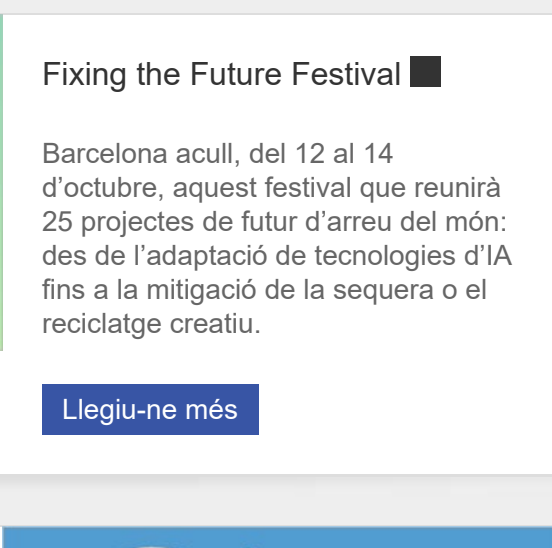 Fixing the Future Festival
Barcelona acull, del 12 al 14
d’octubre, aquest festival que reunirà
25 projectes de futur d’arreu del món:
des de l’adaptació de tecnologies d’IA
fins a la mitigació de la sequera o el
reciclatge creatiu.
Llegiu-ne més